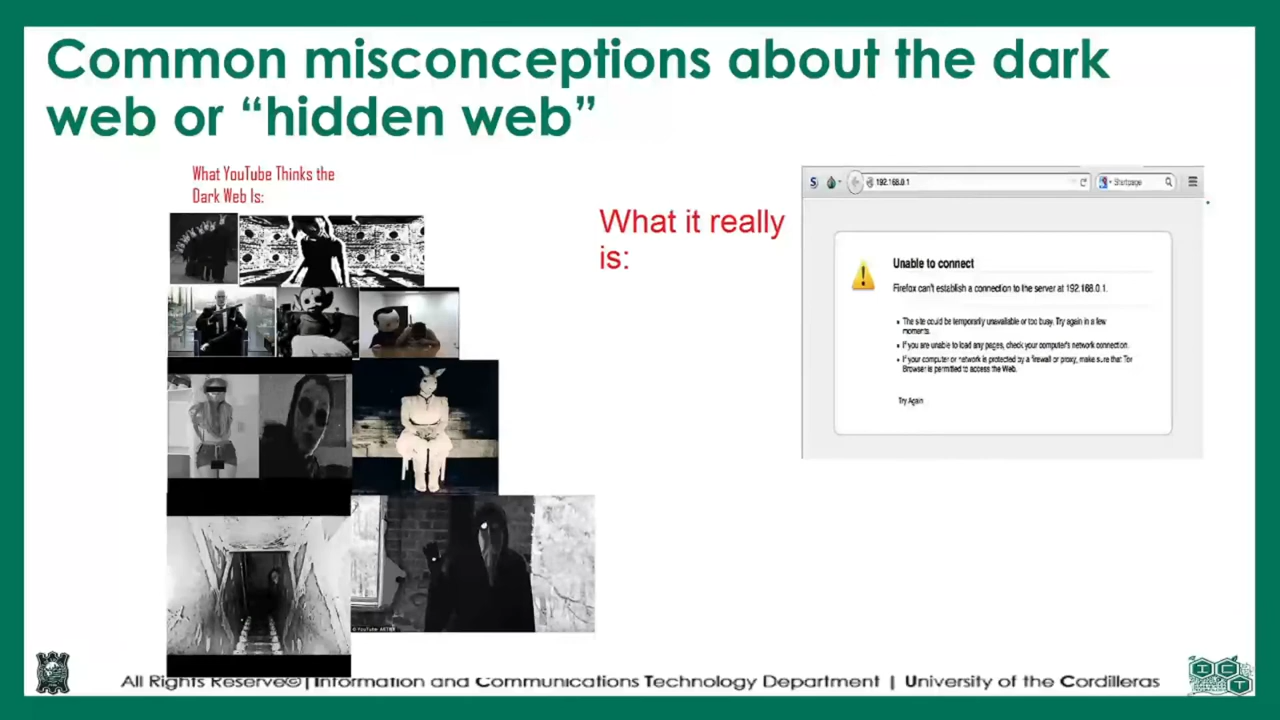 Common misconceptions about the dark
web or “hidden web”
What YouTube Thinks the
Dark Web Is:
What it really
is:
192.168.0.1
Startpage
Unable to connect
Firefox can't establish a connection to the server at 192.168.0.1.
The site could be temporarily unavailable or too busy. Try again in a few
moments.
If you are unable to load any pages, check your computer's network connection.
If your computer or network is protected by a firewall or proxy, make sure that Tor
Browser is permitted to access the Web.
Try Again
All Rights Reserve© | Information and Communications Technology Department | University of the Cordilleras